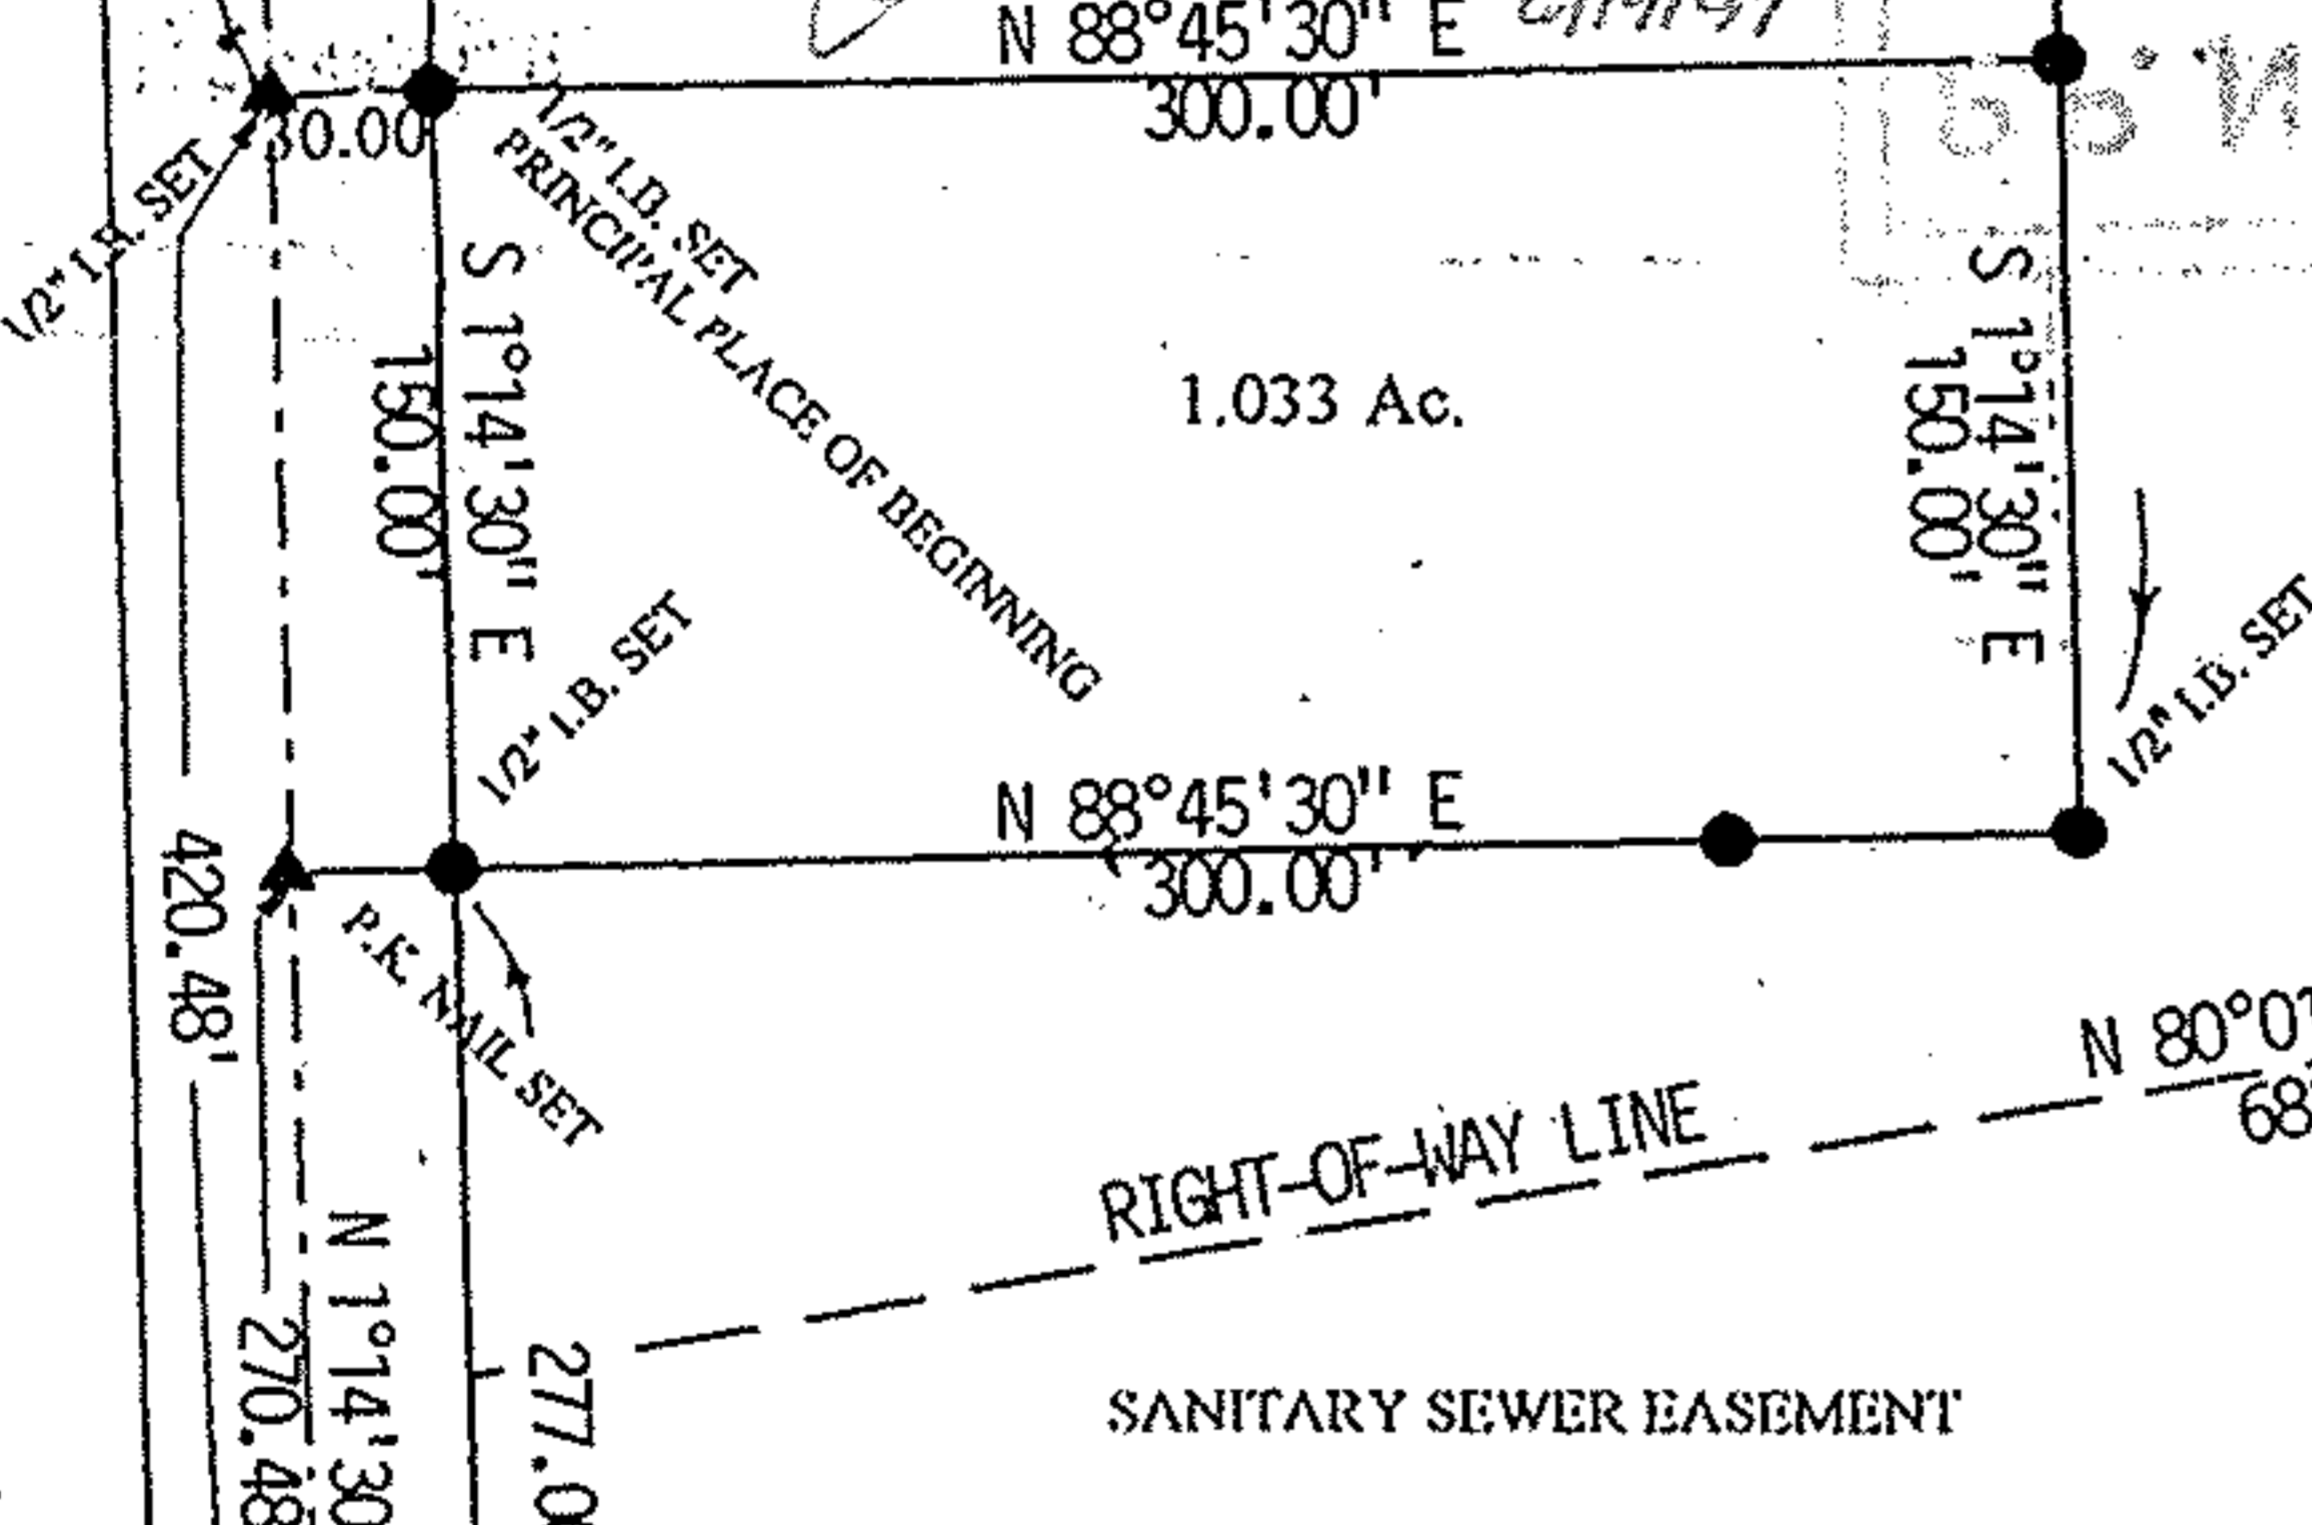 N 88°45'30" E
300.00'
30.00
1/2" I.B. SET
PRINCIPAL PLACE OF BEGINNING
1/2" I.B. SET
S 1°14'30" E
150.00'
1.033 Ac.
S 1°14'30" E
150.00'
1/2" I.B. SET
1/2" I.B. SET
N 88°45'30" E
300.00'
420.48'
P.K. NAIL SET
N 80°0
68
RIGHT-OF-WAY LINE
N 1°14'30
270.48
277.0
SANITARY SEWER EASEMENT